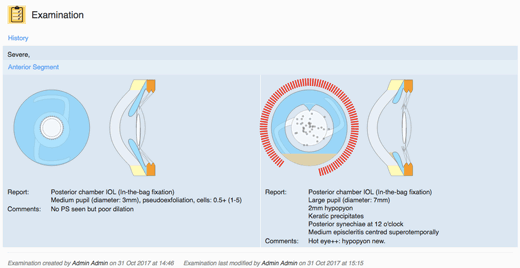 Examination
History
Severe,
Anterior Segment
Report: Posterior chamber IOL (In-the-bag fixation)
Medium pupil (diameter: 3mm), pseudoexfoliation, cells: 0.5+ (1-5)
Comments: No PS seen but poor dilation
Report: Posterior chamber IOL (In-the-bag fixation)
Large pupil (diameter: 7mm)
2mm hypopyon
Keratic precipitates
Posterior synechiae at 12 o'clock
Medium episcleritis centred superotemporally
Comments: Hot eye++: hypopyon new.
Examination created by Admin Admin on 31 Oct 2017 at 14:46 Examination last modified by Admin Admin on 31 Oct 2017 at 15:15